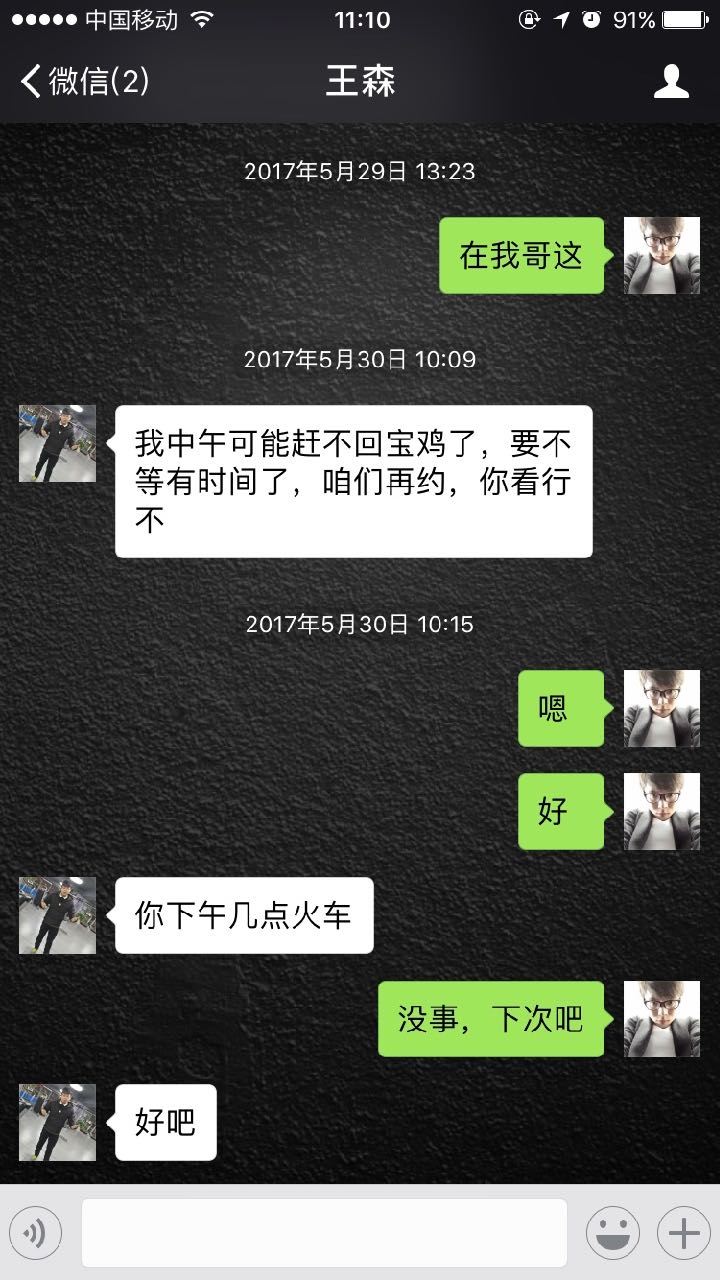 中国移动 11:10 91%
微信(2) 王森
2017年5月29日 13:23
在我哥这
2017年5月30日 10:09
我中午可能赶不回宝鸡了，要不
等有时间了，咱们再约，你看行
不
2017年5月30日 10:15
嗯
好
你下午几点火车
没事，下次吧
好吧